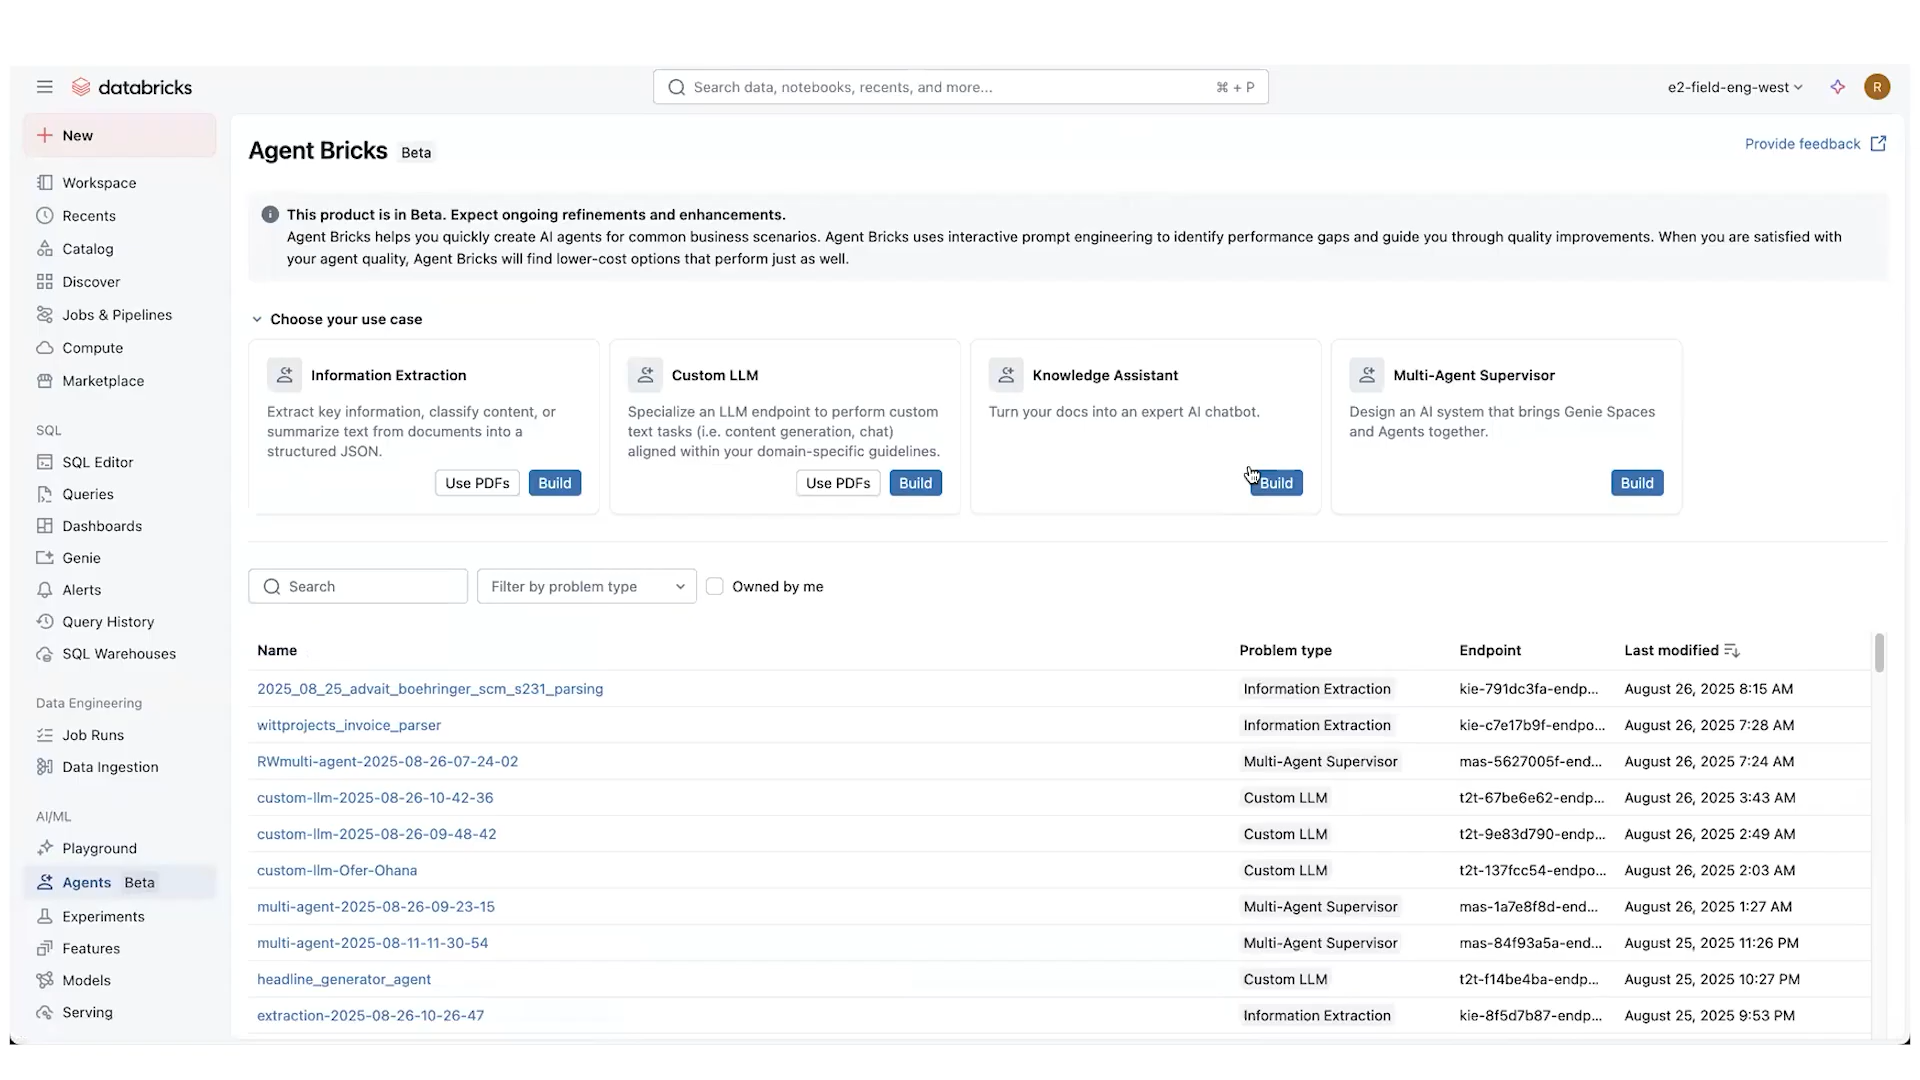 databricks
Search data, notebooks, recents, and more...
⌘ + P
e2-field-eng-west
R
New
Workspace
Recents
Catalog
Discover
Jobs & Pipelines
Compute
Marketplace
SQL
SQL Editor
Queries
Dashboards
Genie
Alerts
Query History
SQL Warehouses
Data Engineering
Job Runs
Data Ingestion
AI/ML
Playground
Agents Beta
Experiments
Features
Models
Serving
Agent Bricks Beta
Provide feedback
This product is in Beta. Expect ongoing refinements and enhancements.
Agent Bricks helps you quickly create AI agents for common business scenarios. Agent Bricks uses interactive prompt engineering to identify performance gaps and guide you through quality improvements. When you are satisfied with
your agent quality, Agent Bricks will find lower-cost options that perform just as well.
Choose your use case
Information Extraction
Extract key information, classify content, or
summarize text from documents into a
structured JSON.
Use PDFs Build
Custom LLM
Specialize an LLM endpoint to perform custom
text tasks (i.e. content generation, chat)
aligned within your domain-specific guidelines.
Use PDFs Build
Knowledge Assistant
Turn your docs into an expert AI chatbot.
Build
Multi-Agent Supervisor
Design an AI system that brings Genie Spaces
and Agents together.
Build
Search
Filter by problem type
Owned by me
Name Problem type Endpoint Last modified
2025_08_25_advait_boehringer_scm_s231_parsing Information Extraction kie-791dc3fa-endp... August 26, 2025 8:15 AM
wittprojects_invoice_parser Information Extraction kie-c7e17b9f-endpo... August 26, 2025 7:28 AM
RWmulti-agent-2025-08-26-07-24-02 Multi-Agent Supervisor mas-5627005f-end... August 26, 2025 7:24 AM
custom-llm-2025-08-26-10-42-36 Custom LLM t2t-67be6e62-endp... August 26, 2025 3:43 AM
custom-llm-2025-08-26-09-48-42 Custom LLM t2t-9e83d790-endp... August 26, 2025 2:49 AM
custom-llm-Ofer-Ohana Custom LLM t2t-137fcc54-endpo... August 26, 2025 2:03 AM
multi-agent-2025-08-26-09-23-15 Multi-Agent Supervisor mas-1a7e8f8d-end... August 26, 2025 1:27 AM
multi-agent-2025-08-11-11-30-54 Multi-Agent Supervisor mas-84f93a5a-end... August 25, 2025 11:26 PM
headline_generator_agent Custom LLM t2t-f14be4ba-endp... August 25, 2025 10:27 PM
extraction-2025-08-26-10-26-47 Information Extraction kie-8f5d7b87-endp... August 25, 2025 9:53 PM